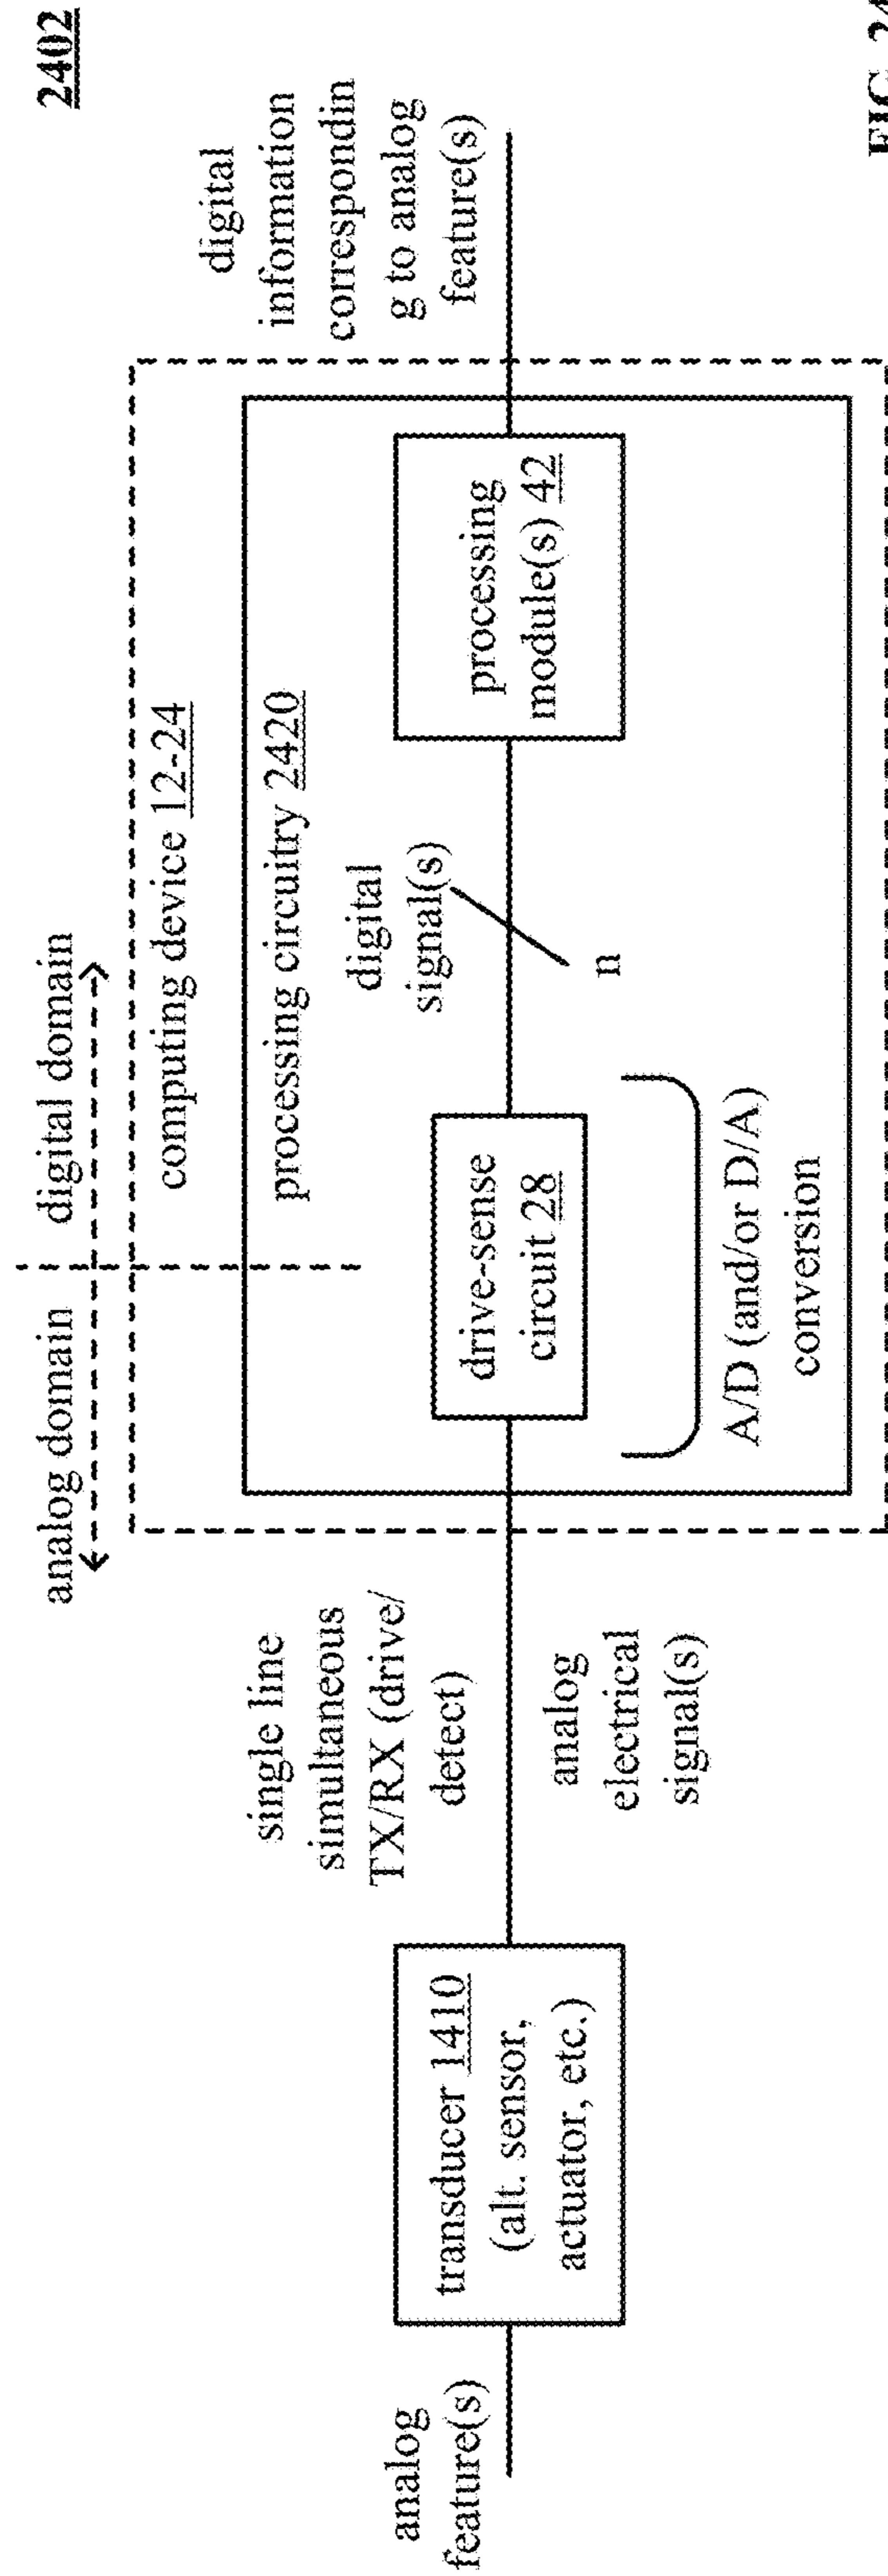 2402
analog domain
digital domain
computing device 12-24
processing circuitry 2420
analog
feature(s)
transducer 1410
(alt. sensor,
actuator, etc.)
single line
simultaneous
TX/RX (drive/
detect)
analog
electrical
signal(s)
drive-sense
circuit 28
A/D (and/or D/A)
conversion
digital
signal(s)
n
processing
module(s) 42
digital
information
correspondin
g to analog
feature(s)